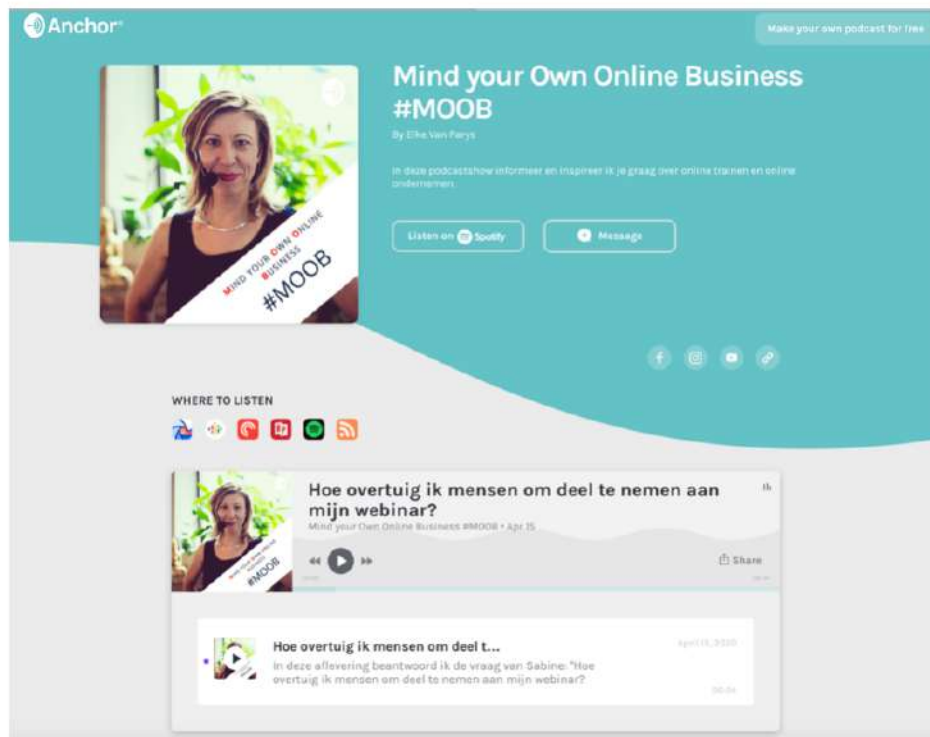 Anchor
Make your own podcast for free
Mind your Own Online Business
#MOOB
By Elke Van Parys
In deze podcastshow informeer en inspireer ik je graag over online trainen en online
ondernemen.
Listen on Spotify
Message
MIND YOUR OWN ONLINE
BUSINESS
#MOOB
WHERE TO LISTEN
Hoe overtuig ik mensen om deel te nemen aan
mijn webinar?
Mind your Own Online Business #MOOB • Apr 15
Share
#MOOB
Hoe overtuig ik mensen om deel t...
April 15, 2020
In deze aflevering beantwoord ik de vraag van Sabine: "Hoe
overtuig ik mensen om deel te nemen aan mijn webinar?